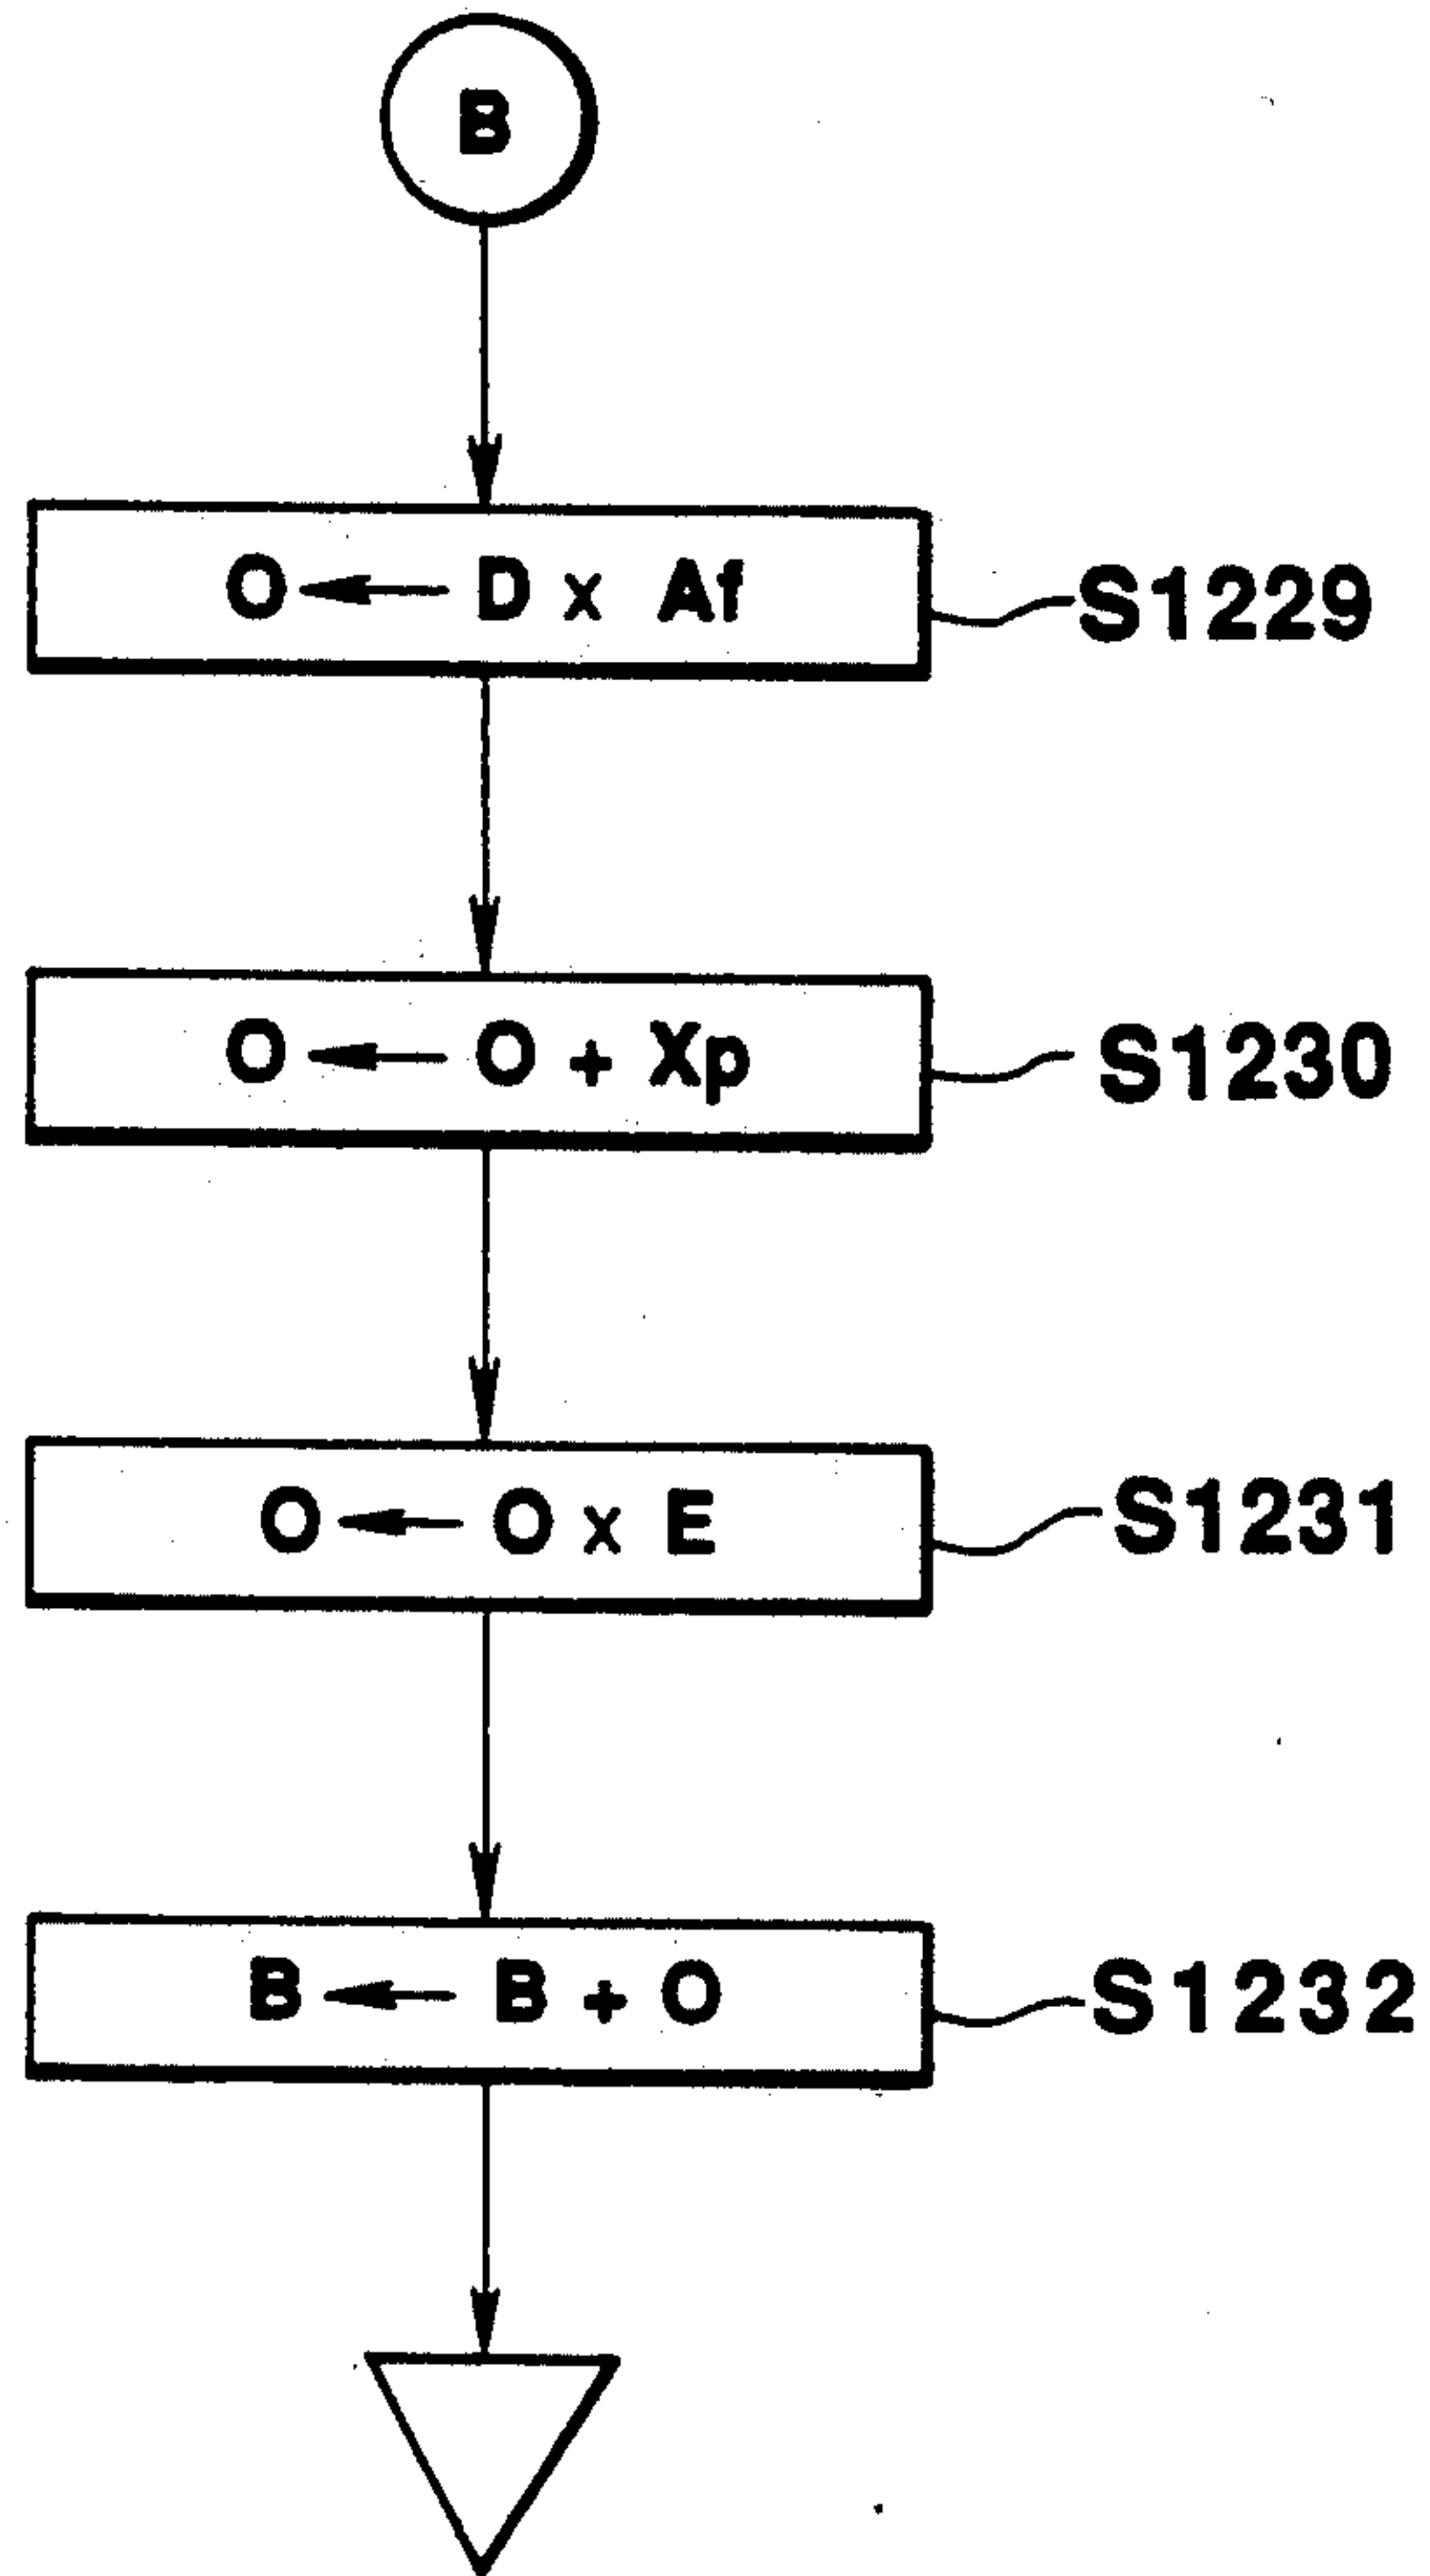 B
O ← D x Af
S1229
O ← O + Xp
S1230
O ← O x E
S1231
B ← B + O
S1232